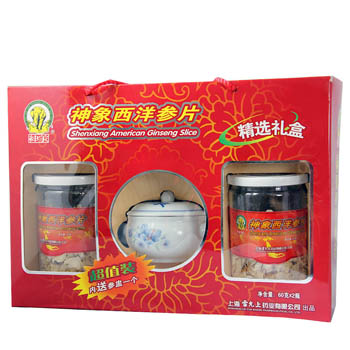 神象西洋参片
Shenxiang American Ginseng Slice
精选礼盒
神象西洋参片
神象西洋参片
超值装
内送参盅一个
净含量：60克x2瓶
上海雷允上药业有限公司 出品